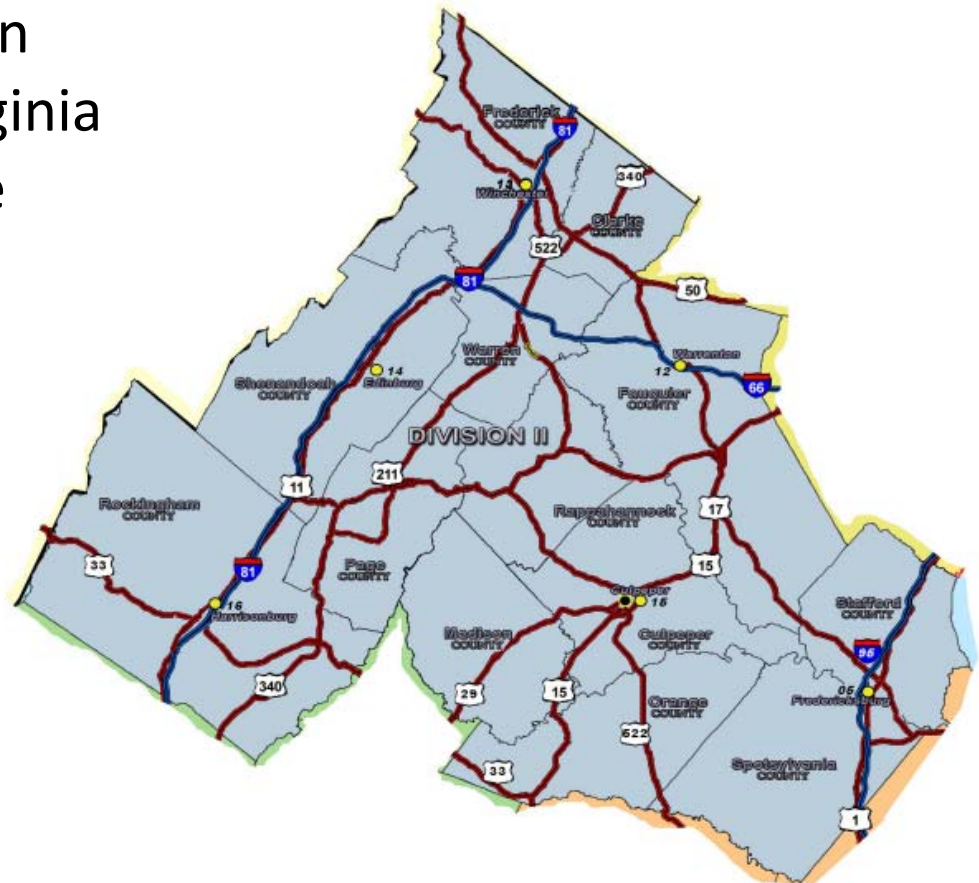 n
ginia
e
Frederick
COUNTY
81
340
13
Winchester
Clarke
COUNTY
522
81
50
Warren
COUNTY
Warrenton
12
14
Edinburg
Shenandoah
COUNTY
66
Fauquier
COUNTY
DIVISION II
211
11
Rockingham
COUNTY
17
Rappahannock
COUNTY
33
81
Page
COUNTY
15
Culpeper
15
16
Harrisonburg
Stafford
COUNTY
Madison
COUNTY
Culpeper
COUNTY
95
340
29
15
05
Fredericksburg
Orange
COUNTY
522
33
Spotsylvania
COUNTY
1